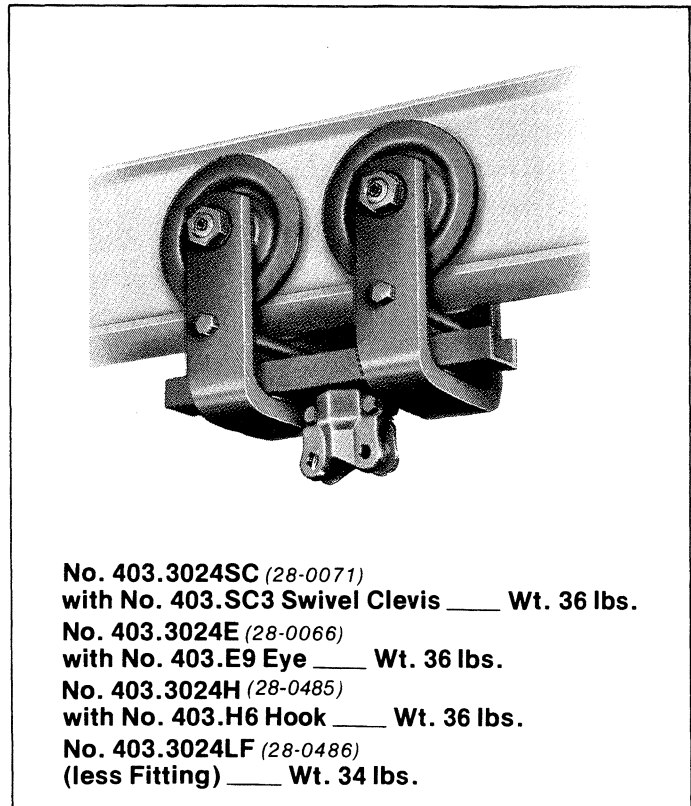 No. 403.3024SC (28-0071)
with No. 403.SC3 Swivel Clevis ____ Wt. 36 lbs.
No. 403.3024E (28-0066)
with No. 403.E9 Eye ____ Wt. 36 lbs.
No. 403.3024H (28-0485)
with No. 403.H6 Hook ____ Wt. 36 lbs.
No. 403.3024LF (28-0486)
(less Fitting) ____ Wt. 34 lbs.